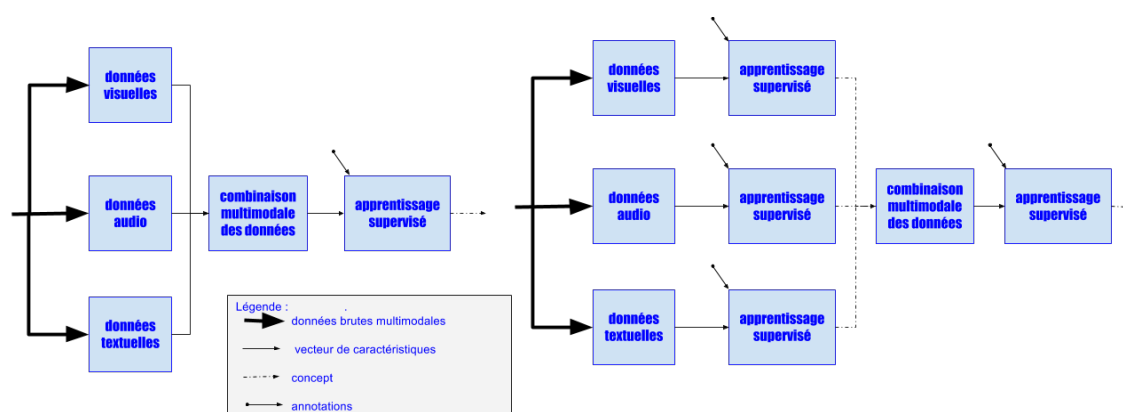 données
visuelles
données
audio
données
textuelles
combinaison
multimodale
des données
apprentissage
supervisé
Légende : .
données brutes multimodales
vecteur de caractéristiques
concept
annotations
données
visuelles
apprentissage
supervisé
données
audio
apprentissage
supervisé
données
textuelles
apprentissage
supervisé
combinaison
multimodale
des données
apprentissage
supervisé